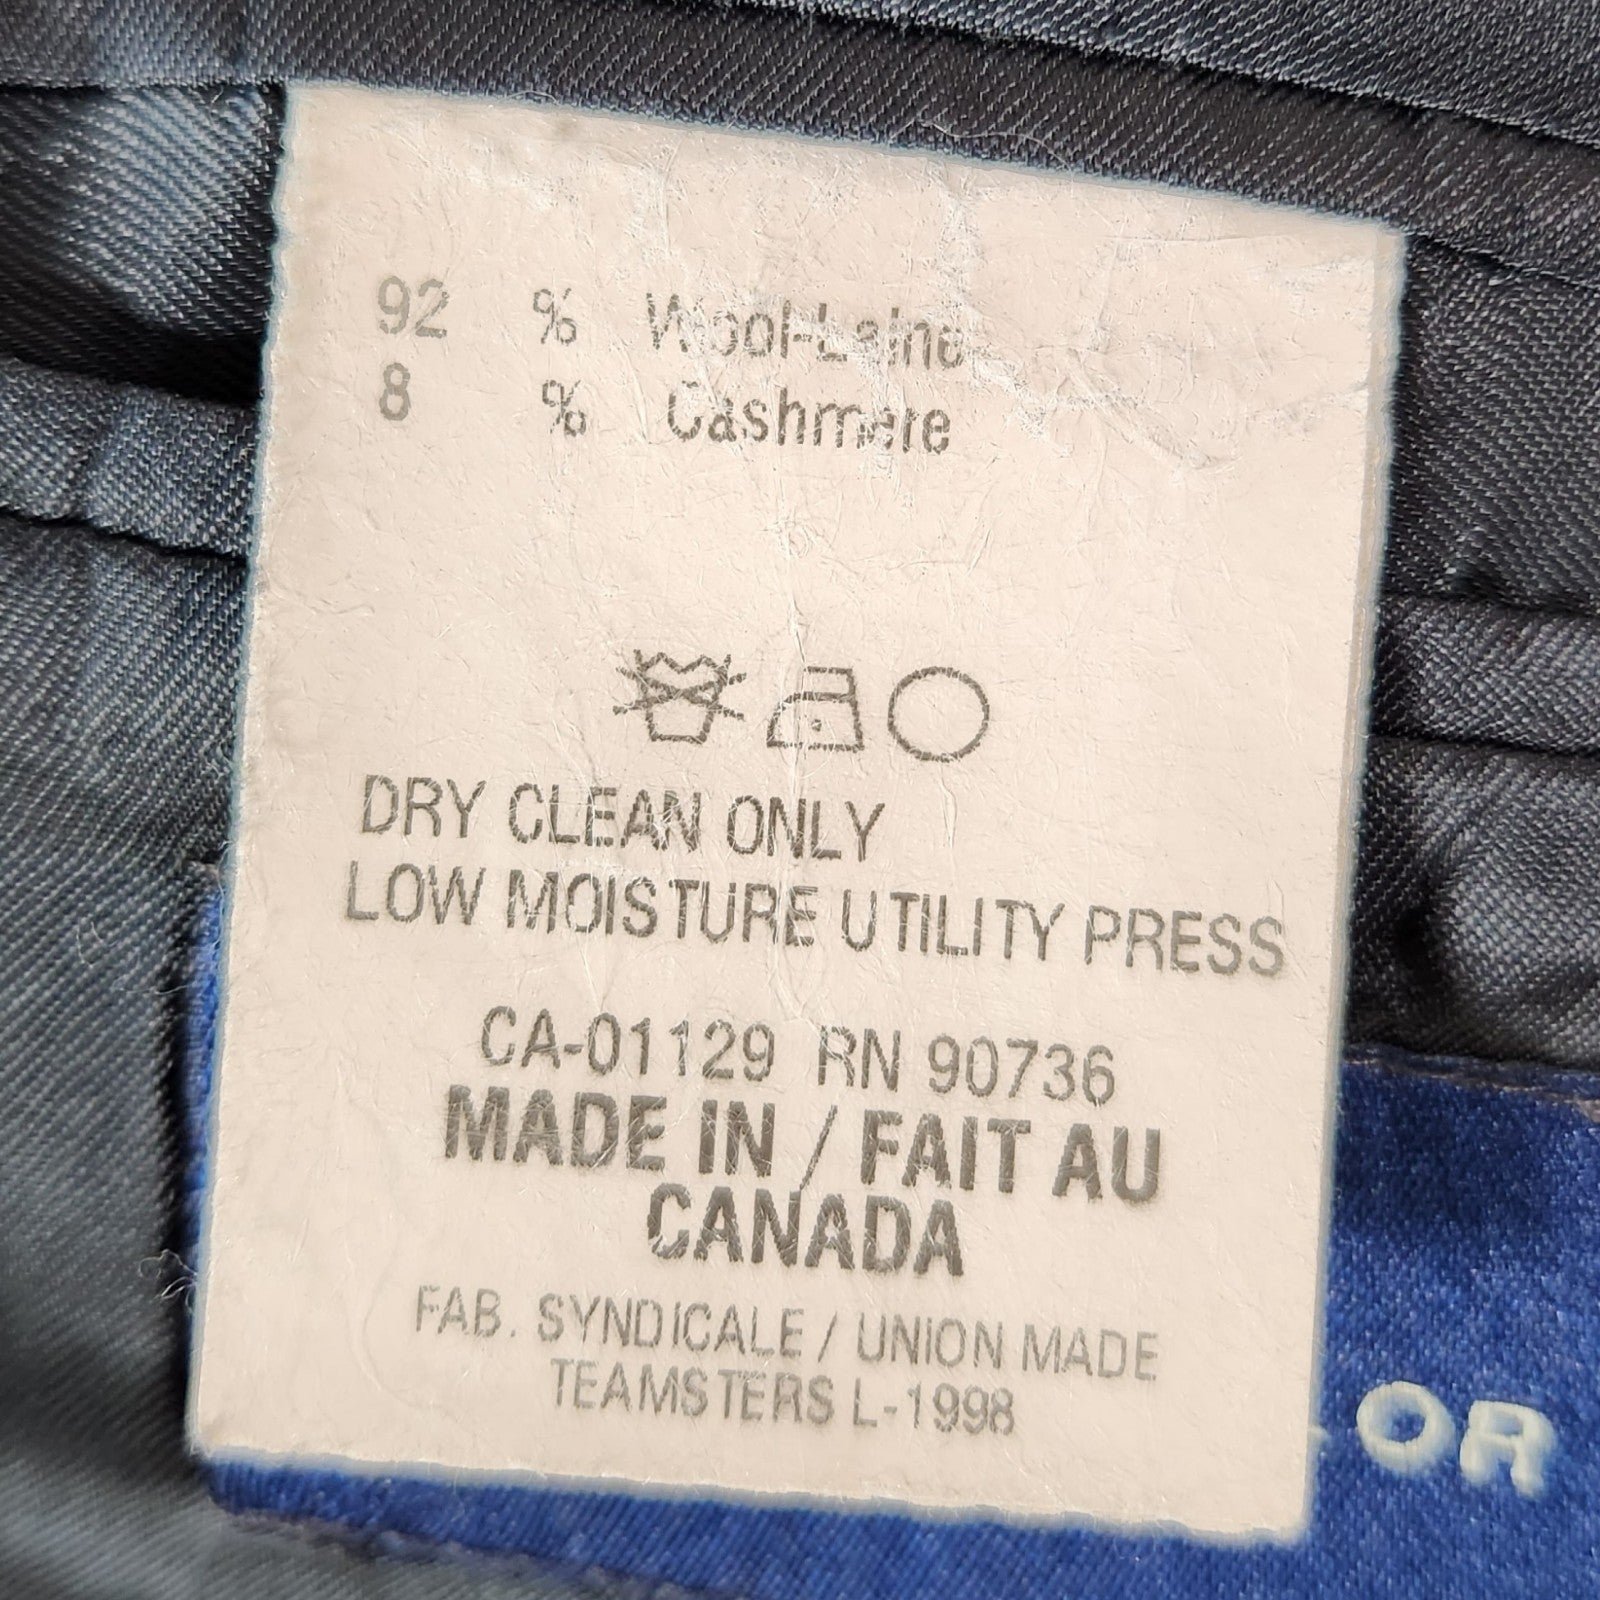 92 % Wool-Laine
8 % Cashmere
DRY CLEAN ONLY
LOW MOISTURE UTILITY PRESS
CA-01129 RN 90736
MADE IN / FAIT AU
CANADA
FAB. SYNDICALE / UNION MADE
TEAMSTERS L-1998
OR